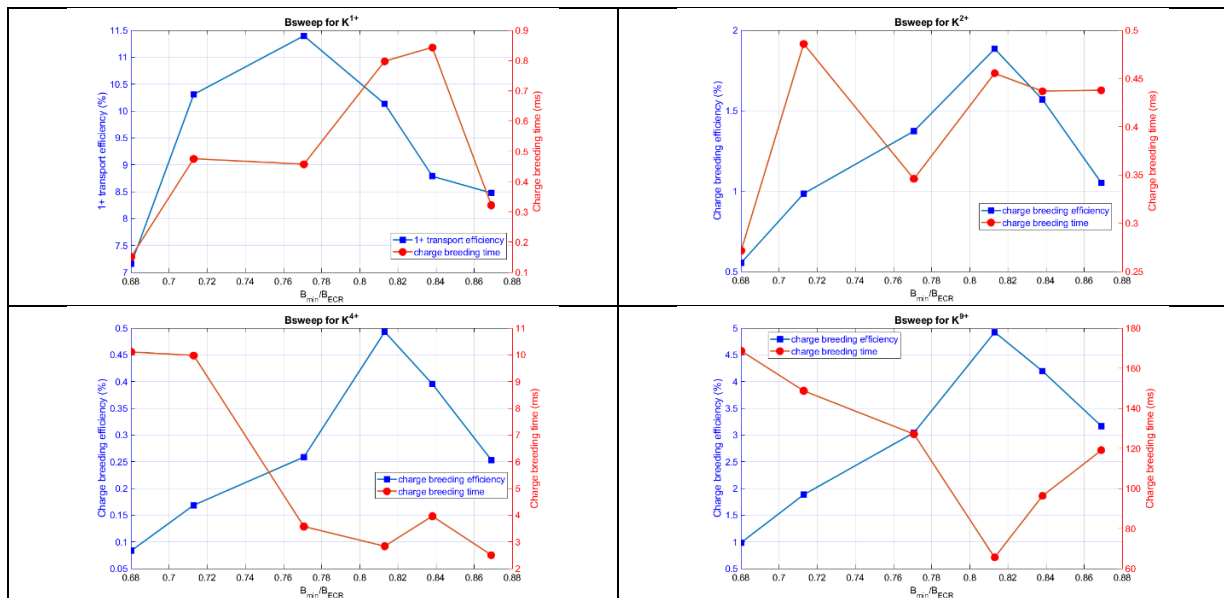 Bsweep for K1+
11.5
11
10.5
10
9.5
9
8.5
8
7.5
7
1+ transport efficiency (%)
0.9
0.8
0.7
0.6
0.5
0.4
0.3
0.2
0.1
Charge breeding time (ms)
1+ transport efficiency
charge breeding time
0.68 0.7 0.72 0.74 0.76 0.78 0.8 0.82 0.84 0.86 0.88
Bmin/BECR
Bsweep for K2+
2
1.5
1
0.5
Charge breeding efficiency (%)
0.5
0.45
0.4
0.35
0.3
0.25
Charge breeding time (ms)
charge breeding efficiency
charge breeding time
0.68 0.7 0.72 0.74 0.76 0.78 0.8 0.82 0.84 0.86 0.88
Bmin/BECR
Bsweep for K4+
0.5
0.45
0.4
0.35
0.3
0.25
0.2
0.15
0.1
0.05
Charge breeding efficiency (%)
11
10
9
8
7
6
5
4
3
2
Charge breeding time (ms)
charge breeding efficiency
charge breeding time
0.68 0.7 0.72 0.74 0.76 0.78 0.8 0.82 0.84 0.86 0.88
Bmin/BECR
Bsweep for K9+
5
4.5
4
3.5
3
2.5
2
1.5
1
0.5
Charge breeding efficiency (%)
180
160
140
120
100
80
60
Charge breeding time (ms)
charge breeding efficiency
charge breeding time
0.68 0.7 0.72 0.74 0.76 0.78 0.8 0.82 0.84 0.86 0.88
Bmin/BECR